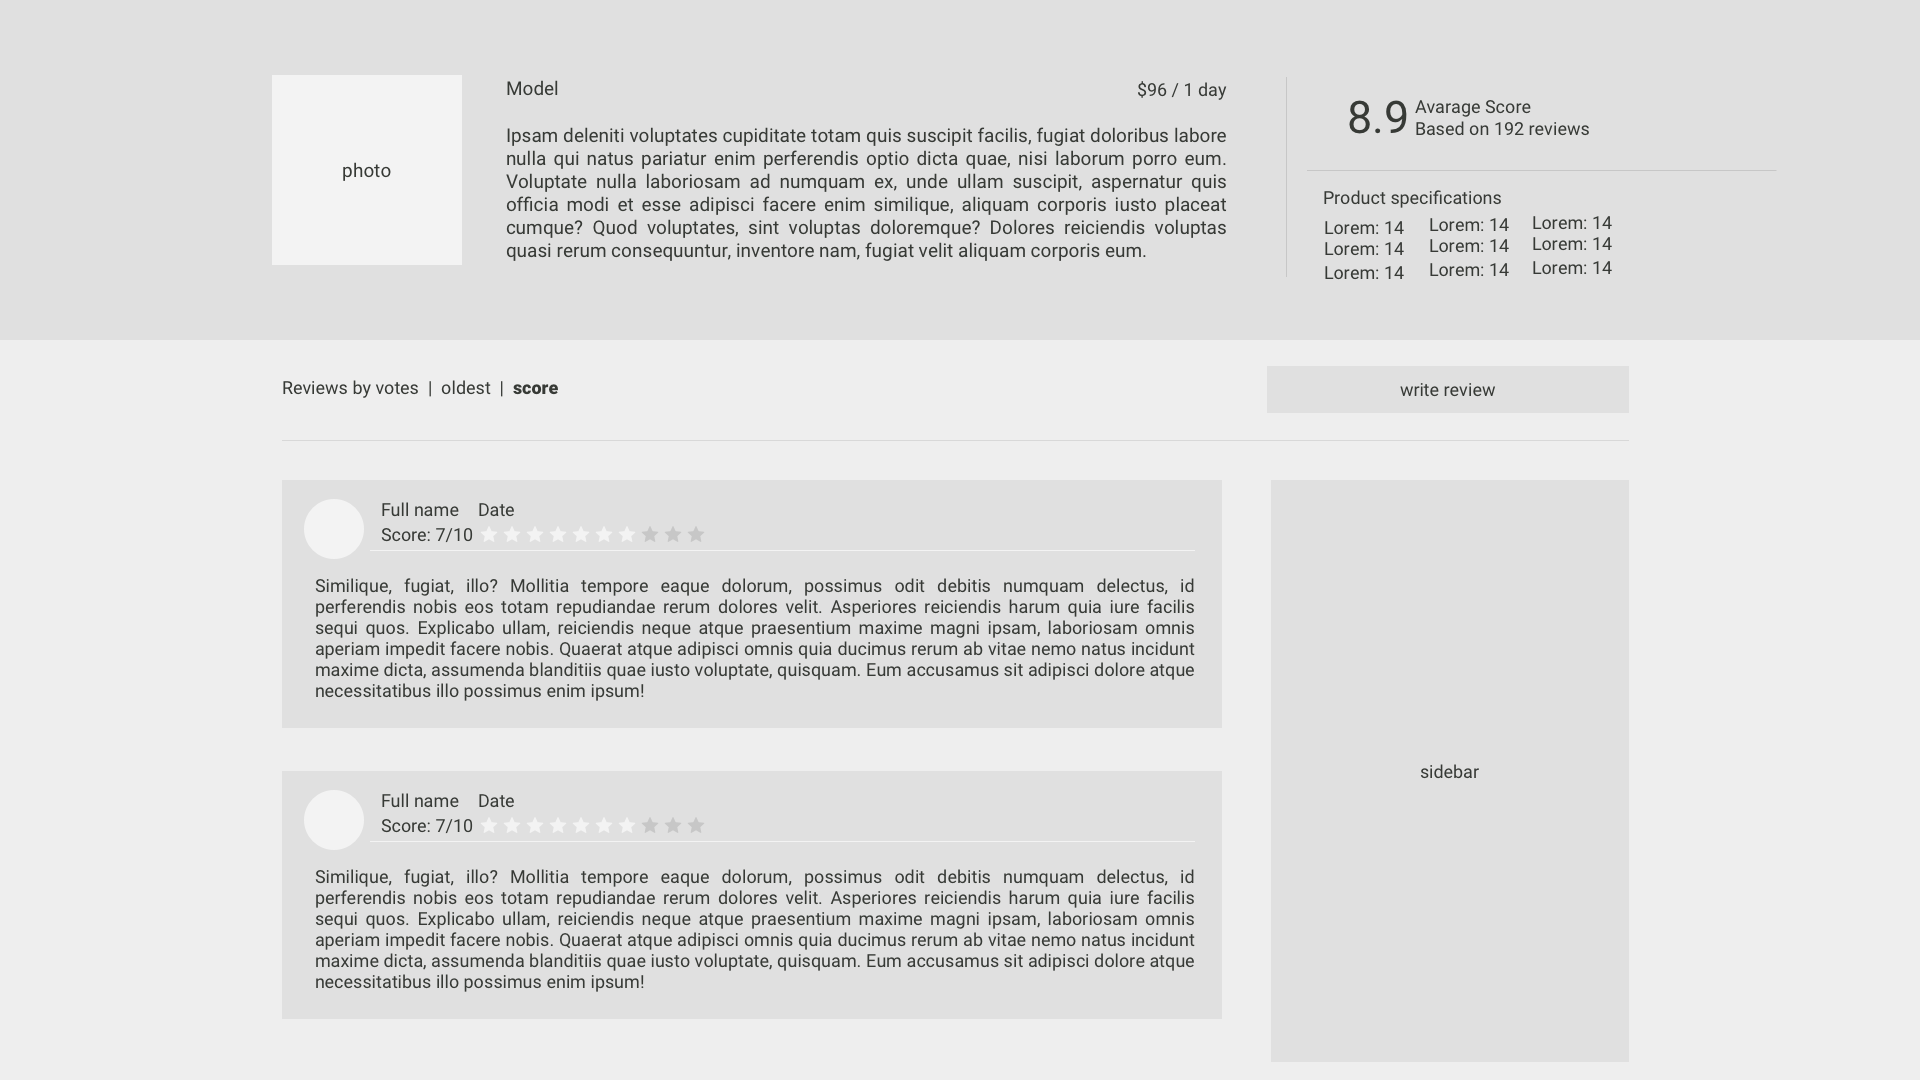 photo
Model
$96 / 1 day
Ipsam deleniti voluptates cupiditate totam quis suscipit facilis, fugiat doloribus labore
nulla qui natus pariatur enim perferendis optio dicta quae, nisi laborum porro eum.
Voluptate nulla laboriosam ad numquam ex, unde ullam suscipit, aspernatur quis
officia modi et esse adipisci facere enim similique, aliquam corporis iusto placeat
cumque? Quod voluptates, sint voluptas doloremque? Dolores reiciendis voluptas
quasi rerum consequuntur, inventore nam, fugiat velit aliquam corporis eum.
8.9
Avarage Score
Based on 192 reviews
Product specifications
Lorem: 14 Lorem: 14 Lorem: 14
Lorem: 14 Lorem: 14 Lorem: 14
Lorem: 14 Lorem: 14 Lorem: 14
Reviews by votes | oldest | score
write review
Full name Date
Score: 7/10
Similique, fugiat, illo? Mollitia tempore eaque dolorum, possimus odit debitis numquam delectus, id
perferendis nobis eos totam repudiandae rerum dolores velit. Asperiores reiciendis harum quia iure facilis
sequi quos. Explicabo ullam, reiciendis neque atque praesentium maxime magni ipsam, laboriosam omnis
aperiam impedit facere nobis. Quaerat atque adipisci omnis quia ducimus rerum ab vitae nemo natus incidunt
maxime dicta, assumenda blanditiis quae iusto voluptate, quisquam. Eum accusamus sit adipisci dolore atque
necessitatibus illo possimus enim ipsum!
Full name Date
Score: 7/10
Similique, fugiat, illo? Mollitia tempore eaque dolorum, possimus odit debitis numquam delectus, id
perferendis nobis eos totam repudiandae rerum dolores velit. Asperiores reiciendis harum quia iure facilis
sequi quos. Explicabo ullam, reiciendis neque atque praesentium maxime magni ipsam, laboriosam omnis
aperiam impedit facere nobis. Quaerat atque adipisci omnis quia ducimus rerum ab vitae nemo natus incidunt
maxime dicta, assumenda blanditiis quae iusto voluptate, quisquam. Eum accusamus sit adipisci dolore atque
necessitatibus illo possimus enim ipsum!
sidebar